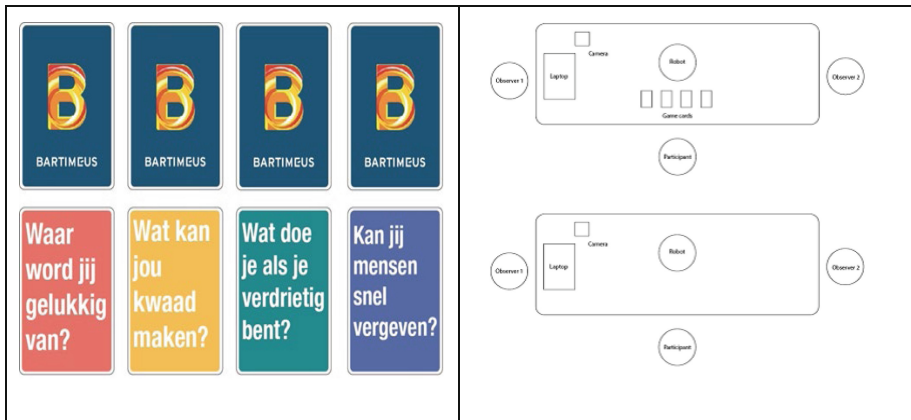 BARTIMEUS
BARTIMEUS
BARTIMEUS
BARTIMEUS
Waar
word jij
gelukkig
van?
Wat kan
jou
kwaad
maken?
Wat doe
je als je
verdrietig
bent?
Kan jij
mensen
snel
vergeven?
Camera
Laptop
Robot
Observer 1
Observer 2
Game cards
Participant
Camera
Laptop
Robot
Observer 1
Observer 2
Participant